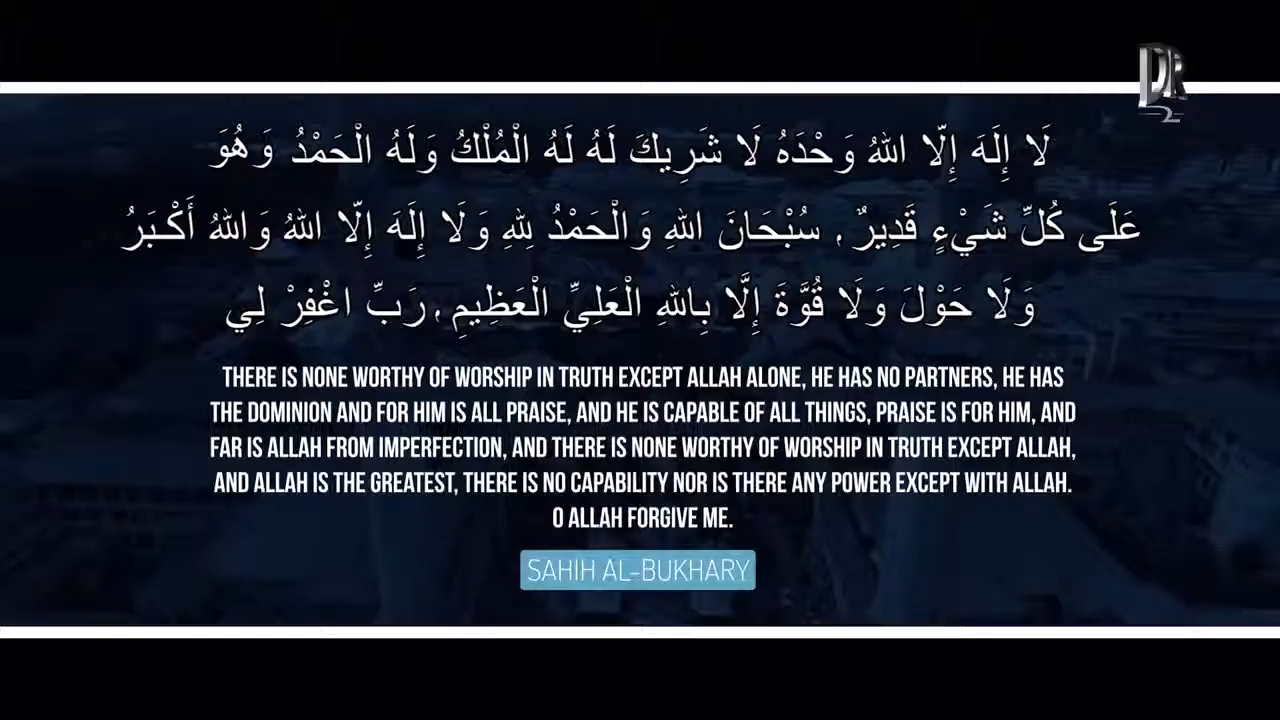 DR
لَا إِلَهَ إِلَّا اللهُ وَحْدَهُ لَا شَرِيكَ لَهُ لَهُ الْمُلْكُ وَلَهُ الْحَمْدُ وَهُوَ
عَلَى كُلِّ شَيْءٍ قَدِيرٌ ، سُبْحَانَ اللهِ وَالْحَمْدُ لِلهِ وَلَا إِلَهَ إِلَّا اللهُ وَاللهُ أَكْبَرُ
وَلَا حَوْلَ وَلَا قُوَّةَ إِلَّا بِاللهِ الْعَلِيِّ الْعَظِيمِ ، رَبِّ اغْفِرْ لِي
THERE IS NONE WORTHY OF WORSHIP IN TRUTH EXCEPT ALLAH ALONE, HE HAS NO PARTNERS, HE HAS
THE DOMINION AND FOR HIM IS ALL PRAISE, AND HE IS CAPABLE OF ALL THINGS, PRAISE IS FOR HIM, AND
FAR IS ALLAH FROM IMPERFECTION, AND THERE IS NONE WORTHY OF WORSHIP IN TRUTH EXCEPT ALLAH,
AND ALLAH IS THE GREATEST, THERE IS NO CAPABILITY NOR IS THERE ANY POWER EXCEPT WITH ALLAH.
O ALLAH FORGIVE ME.
SAHIH AL-BUKHARY